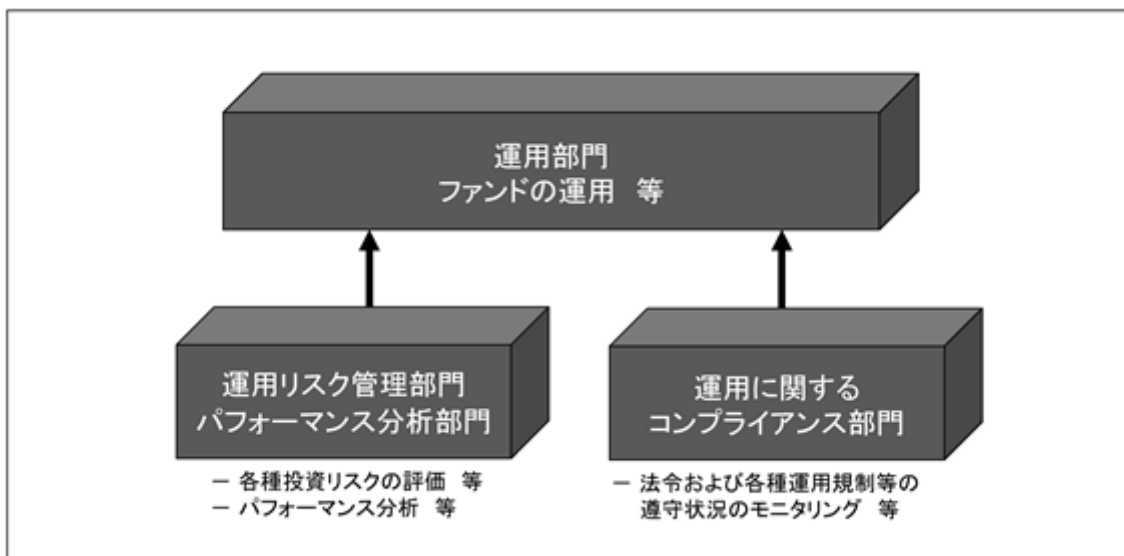 運用部門
ファンドの運用 等
運用リスク管理部門
パフォーマンス分析部門
運用に関する
コンプライアンス部門
－ 各種投資リスクの評価 等
－ パフォーマンス分析 等
－ 法令および各種運用規制等の
遵守状況のモニタリング 等